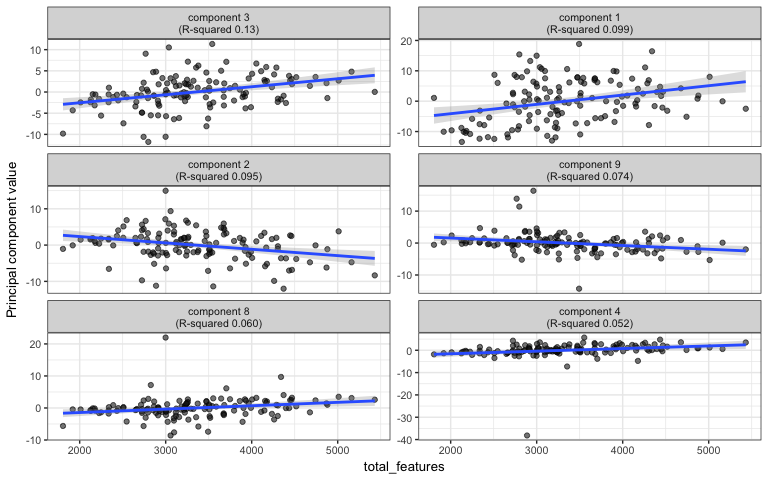 component 3
(R-squared 0.13)
component 1
(R-squared 0.099)
10
5
0
-5
-10
20
10
0
-10
component 2
(R-squared 0.095)
component 9
(R-squared 0.074)
10
0
-10
10
0
-10
component 8
(R-squared 0.060)
component 4
(R-squared 0.052)
20
10
0
-10
0
-10
-20
-30
-40
2000
3000
4000
5000
2000
3000
4000
5000
total_features
Principal component value